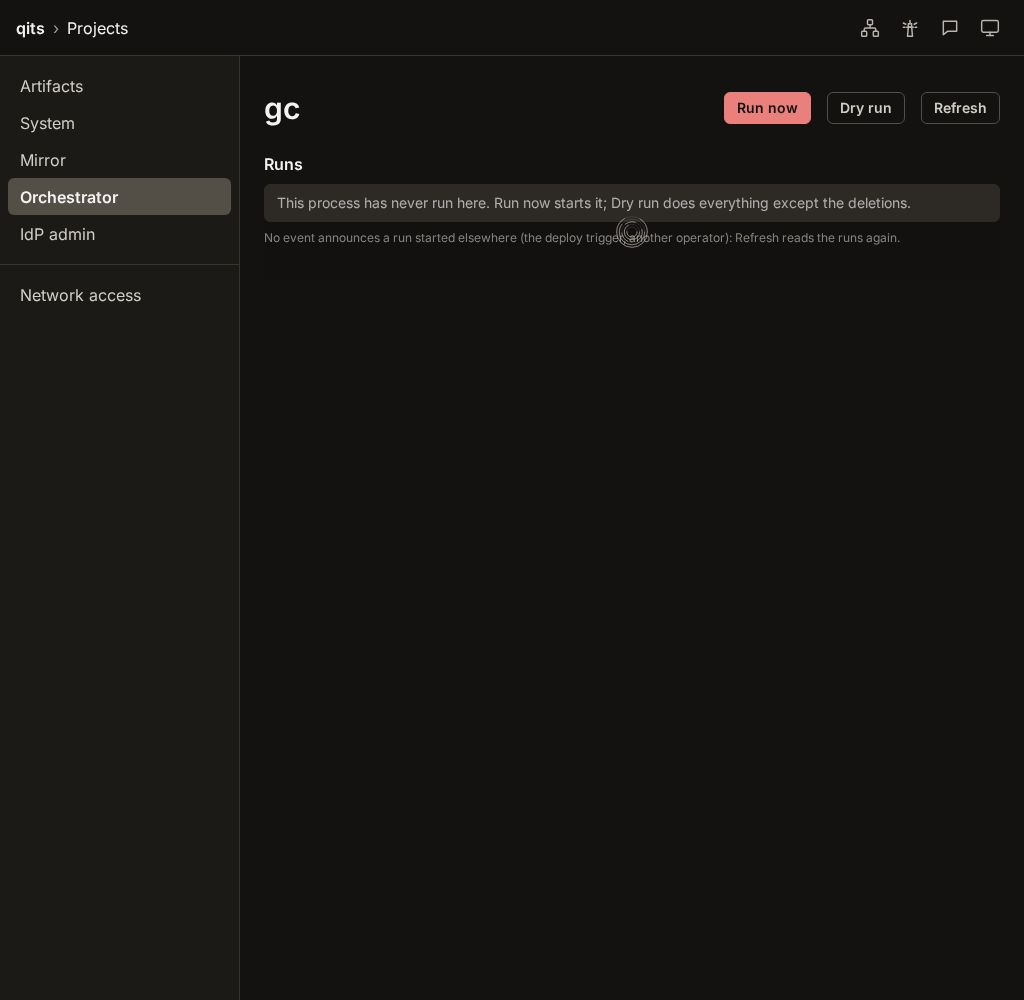 qits › Projects
Artifacts
System
Mirror
Orchestrator
IdP admin
Network access
gc
Run now
Dry run
Refresh
Runs
This process has never run here. Run now starts it; Dry run does everything except the deletions.
No event announces a run started elsewhere (the deploy trigger, another operator): Refresh reads the runs again.